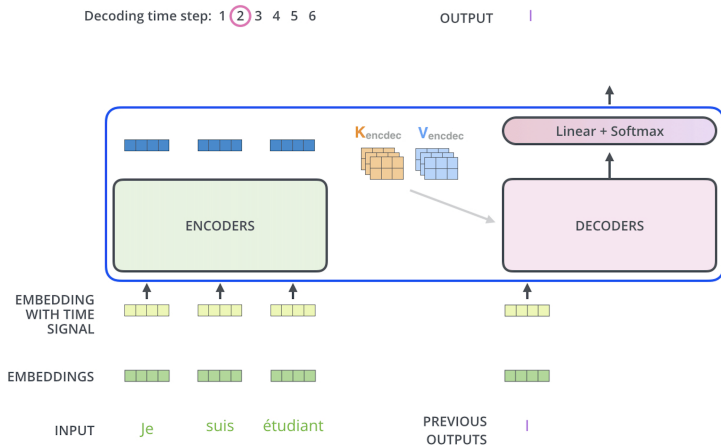 Decoding time step: 1 2 3 4 5 6
OUTPUT I
Kencdec Vencdec
Linear + Softmax
ENCODERS
DECODERS
EMBEDDING
WITH TIME
SIGNAL
EMBEDDINGS
INPUT Je suis étudiant
PREVIOUS
OUTPUTS
I